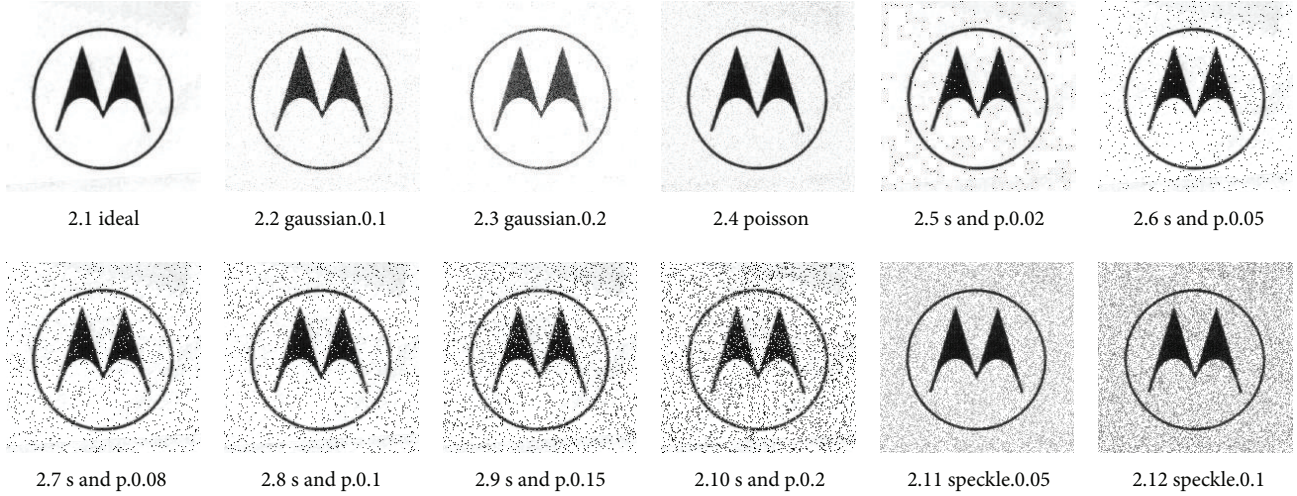 2.1 ideal
2.2 gaussian.0.1
2.3 gaussian.0.2
2.4 poisson
2.5 s and p.0.02
2.6 s and p.0.05
2.7 s and p.0.08
2.8 s and p.0.1
2.9 s and p.0.15
2.10 s and p.0.2
2.11 speckle.0.05
2.12 speckle.0.1